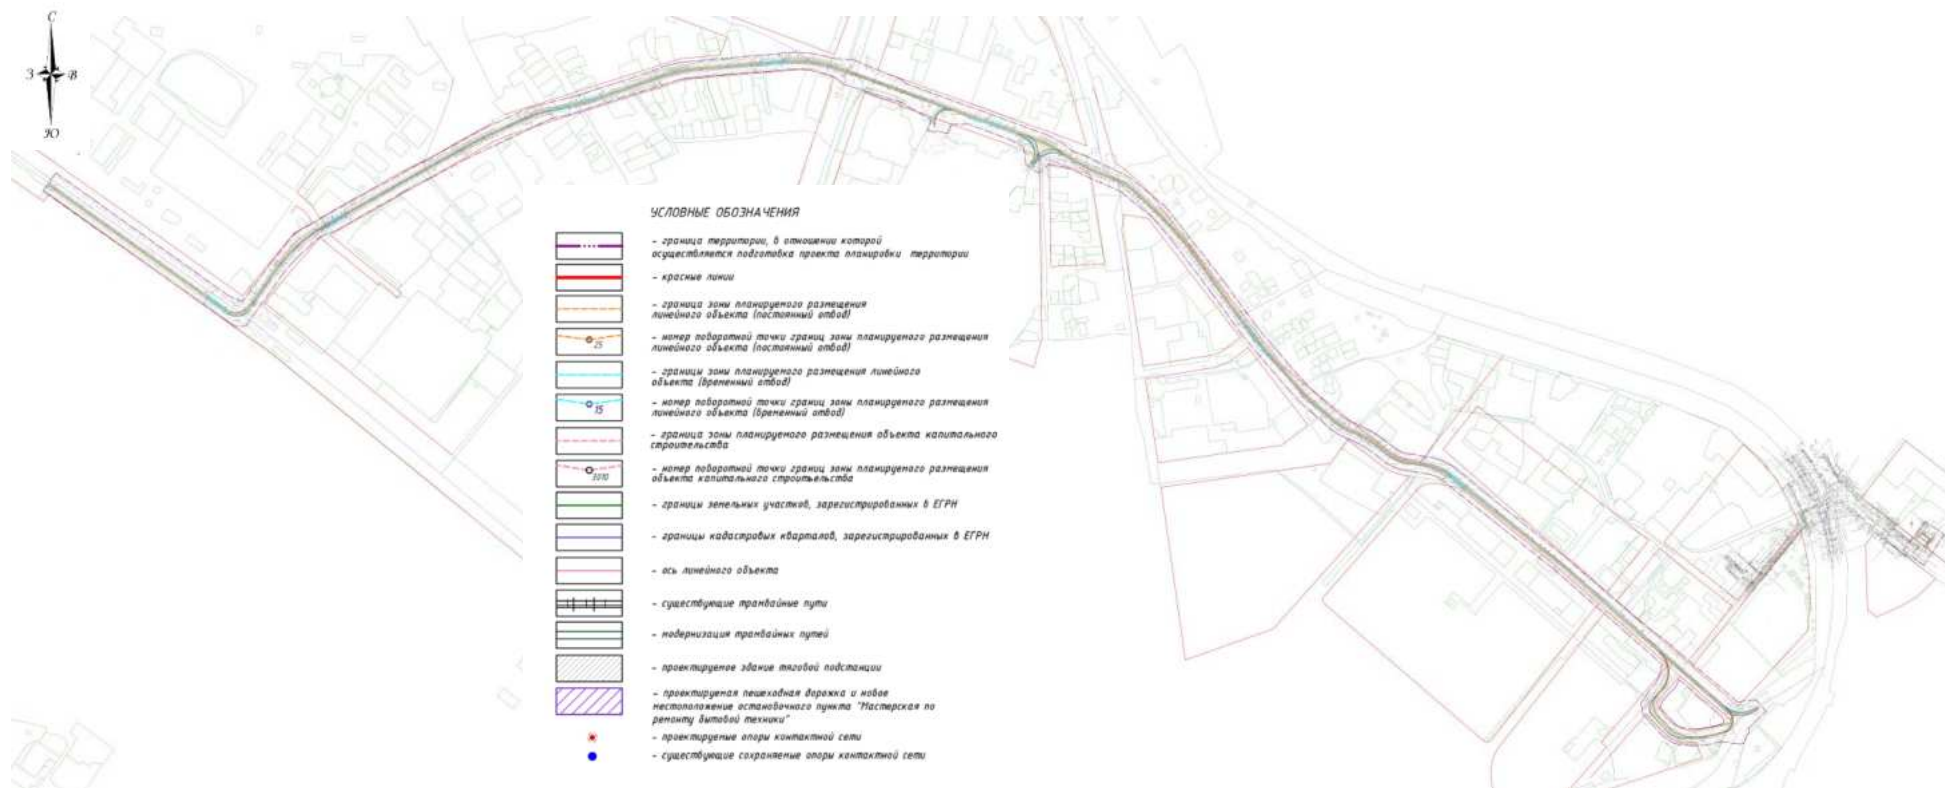 С
З В
Ю
УСЛОВНЫЕ ОБОЗНАЧЕНИЯ
- граница территории, в отношении которой
осуществляется подготовка проекта планировки территории
- красные линии
- граница зоны планируемого размещения
линейного объекта (постоянный отвод)
25
- номер поворотной точки границ зоны планируемого размещения
линейного объекта (постоянный отвод)
- границы зоны планируемого размещения линейного
объекта (временный отвод)
15
- номер поворотной точки границ зоны планируемого размещения
линейного объекта (временный отвод)
- граница зоны планируемого размещения объекта капитального
строительства
3010
- номер поворотной точки границ зоны планируемого размещения
объекта капитального строительства
- границы земельных участков, зарегистрированных в ЕГРН
- границы кадастровых кварталов, зарегистрированных в ЕГРН
- ось линейного объекта
- существующие трамвайные пути
- модернизация трамвайных путей
- проектируемое здание тяговой подстанции
- проектируемая пешеходная дорожка и новое
местоположение остановочного пункта "Мастерская по
ремонту бытовой техники"
- проектируемые опоры контактной сети
- существующие сохраняемые опоры контактной сети